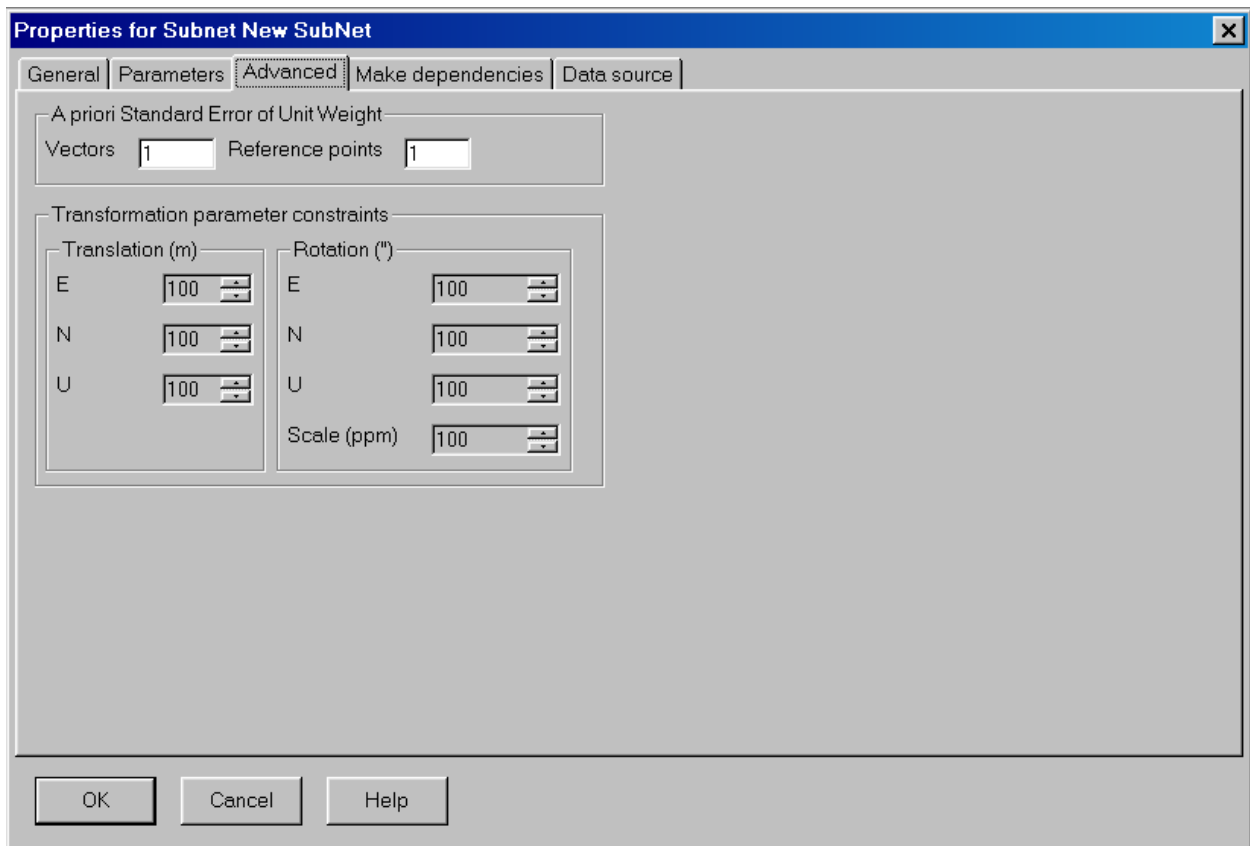 Properties for Subnet New SubNet
General Parameters Advanced Make dependencies Data source
A priori Standard Error of Unit Weight
Vectors 1 Reference points 1
Transformation parameter constraints
Translation (m) Rotation (")
E 100 E 100
N 100 N 100
U 100 U 100
Scale (ppm) 100
OK Cancel Help